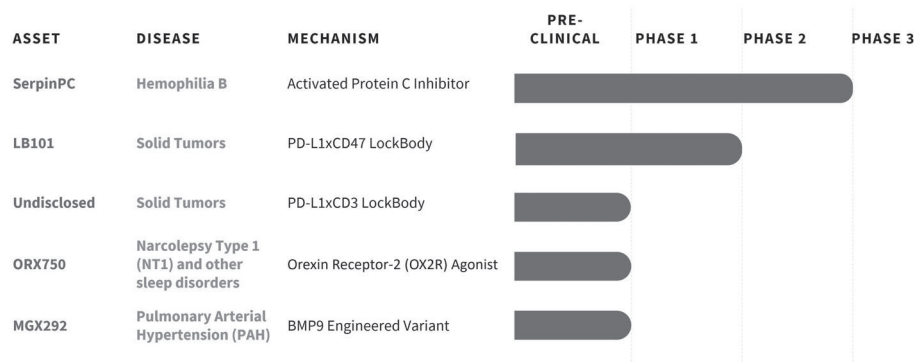 PRE-
ASSET DISEASE MECHANISM CLINICAL PHASE 1 PHASE 2 PHASE 3
SerpinPC Hemophilia B Activated Protein C Inhibitor
LB101 Solid Tumors PD-L1xCD47 LockBody
Undisclosed Solid Tumors PD-L1xCD3 LockBody
Narcolepsy Type 1
ORX750 (NT1) and other Orexin Receptor-2 (OX2R) Agonist
sleep disorders
Pulmonary Arterial
MGX292 Hypertension (PAH) BMP9 Engineered Variant